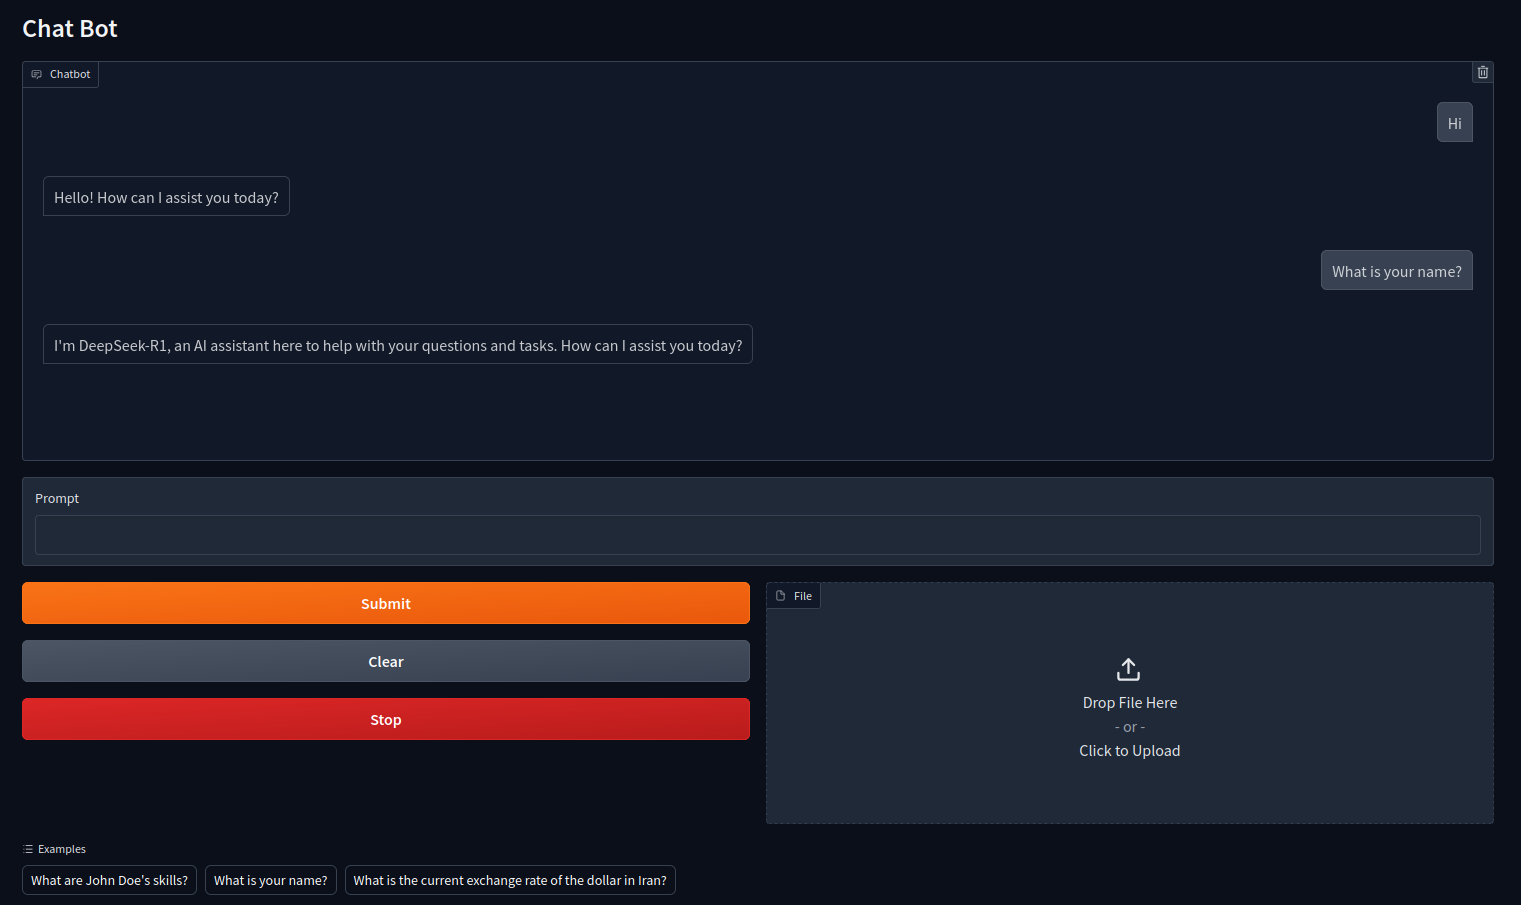 Chat Bot
Chatbot
Hi
Hello! How can I assist you today?
What is your name?
I'm DeepSeek-R1, an AI assistant here to help with your questions and tasks. How can I assist you today?
Prompt
Submit
Clear
Stop
File
Drop File Here
- or -
Click to Upload
Examples
What are John Doe's skills?
What is your name?
What is the current exchange rate of the dollar in Iran?